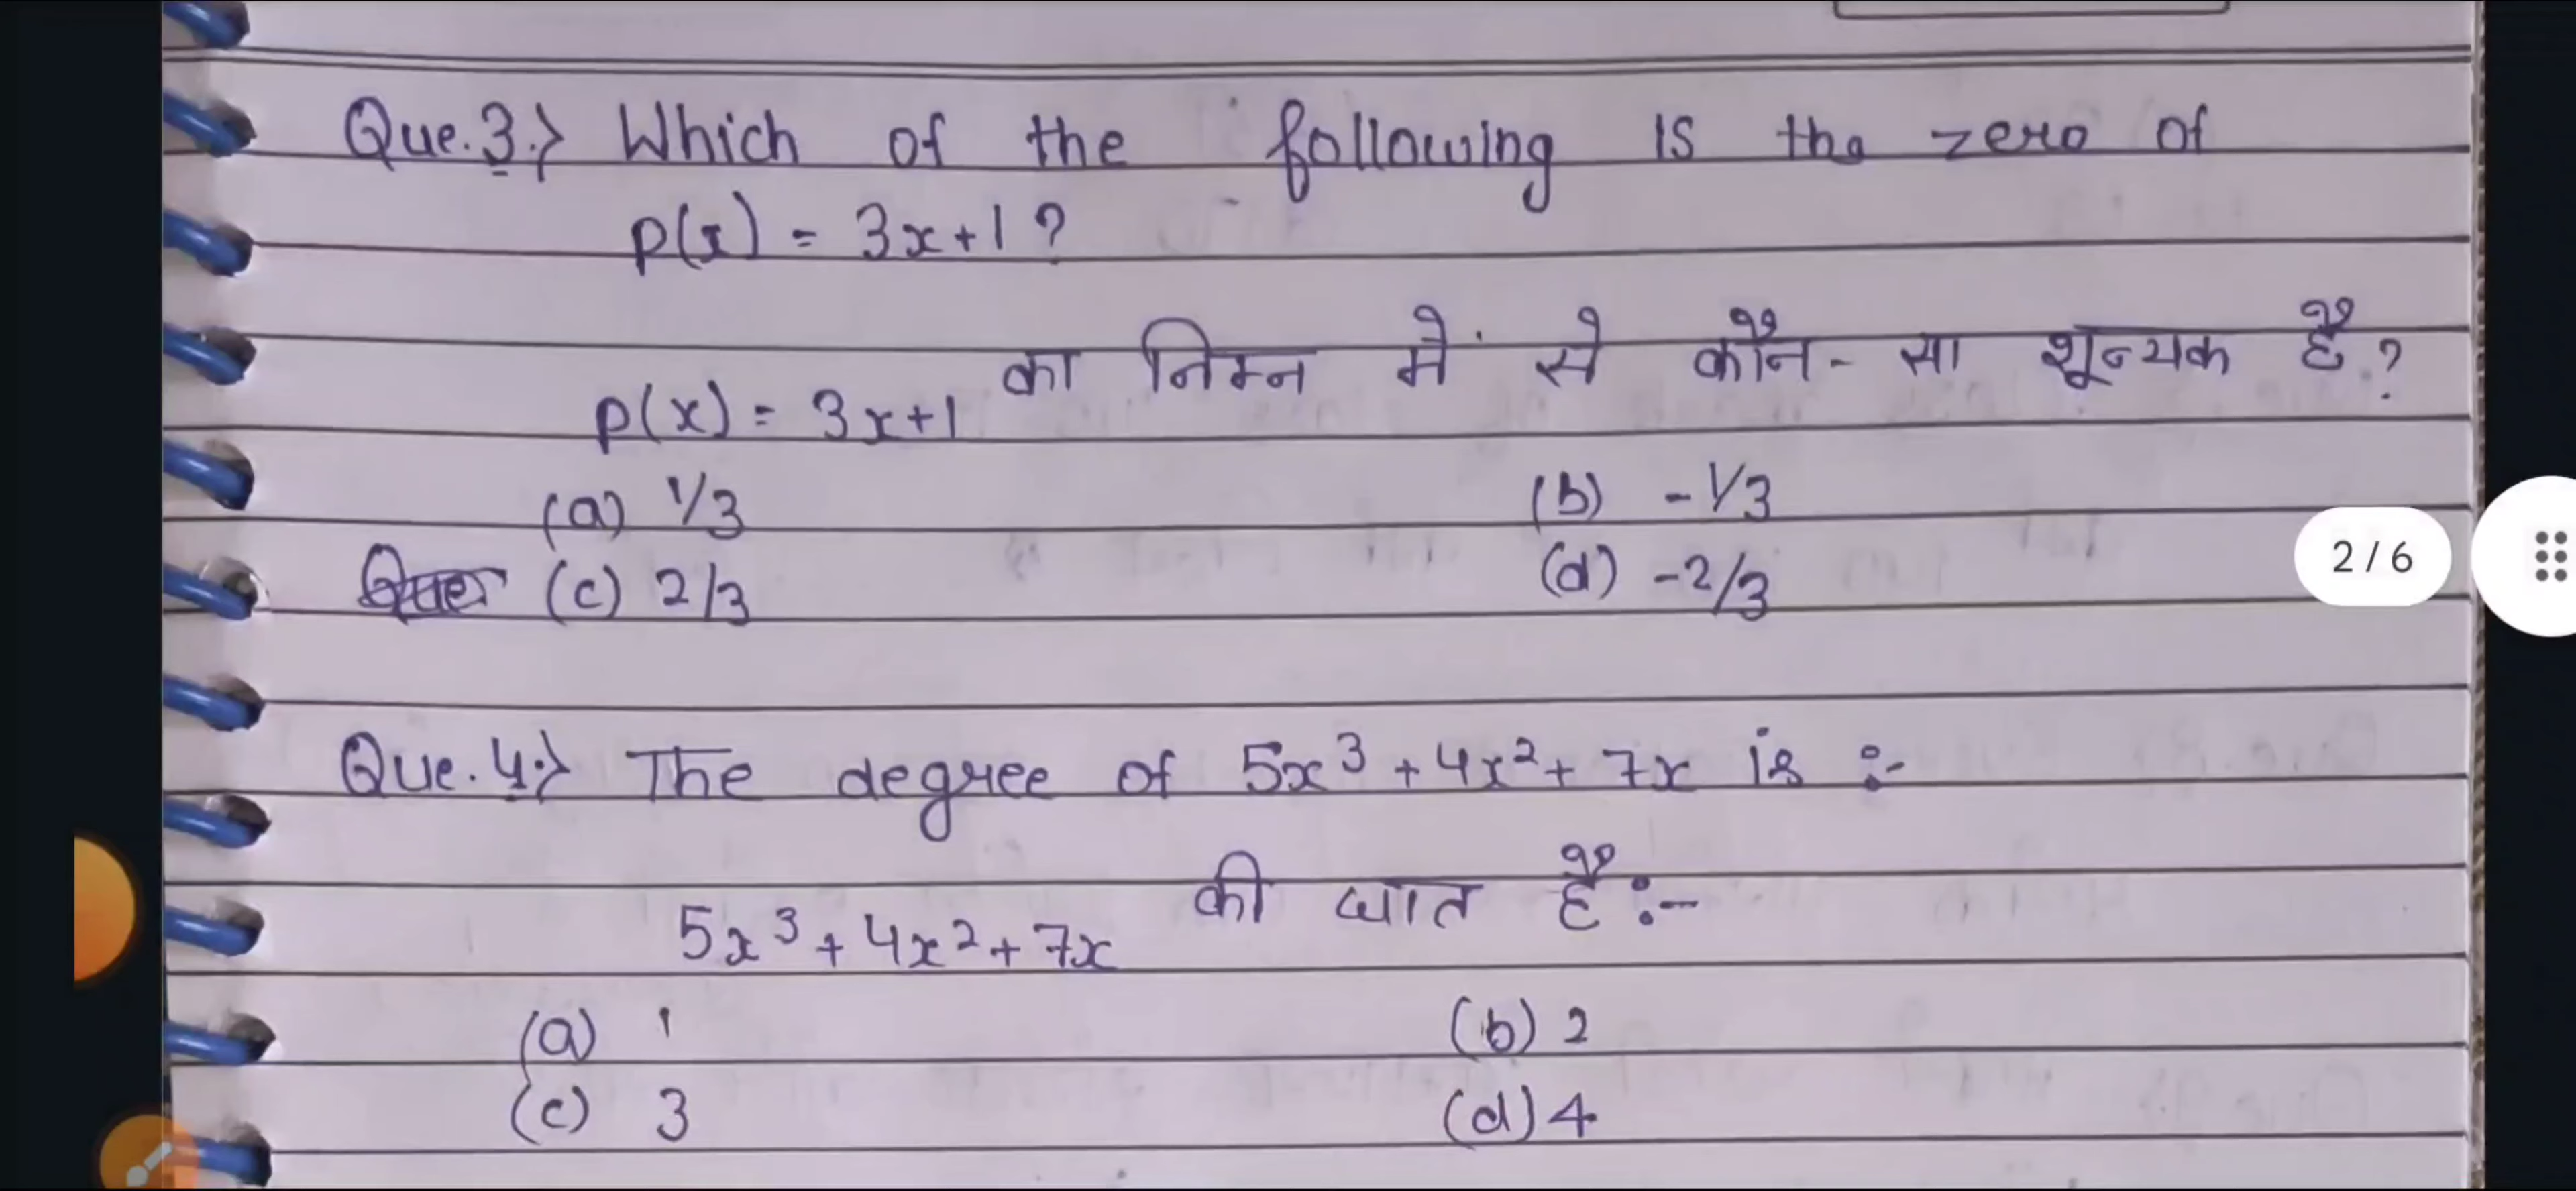 Que.3.> Which of the following is the zero of
p(x) = 3x+1 ?
p(x) = 3x+1 का निम्न में से कौन-सा शून्यक है ?
(a) 1/3 (b) -1/3
Que (c) 2/3 (d) -2/3
2/6
Que.4.> The degree of 5x³ + 4x² + 7x is :-
5x³ + 4x² + 7x की घात है :-
(a) 1 (b) 2
(c) 3 (d) 4